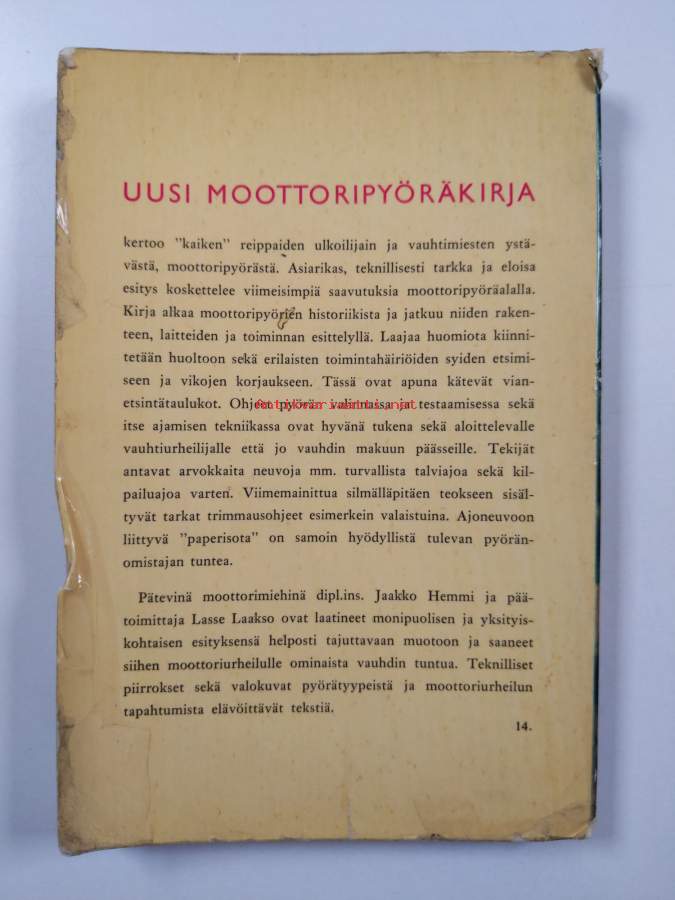 UUSI MOOTTORIPYÖRÄKIRJA
kertoo "kaiken" reippaiden ulkoilijain ja vauhtimiesten ystä-
västä, moottoripyörästä. Asiarikas, teknillisesti tarkka ja eloisa
esitys koskettelee viimeisimpiä saavutuksia moottoripyöräalalla.
Kirja alkaa moottoripyörien historiikista ja jatkuu niiden raken-
teen, laitteiden ja toiminnan esittelyllä. Laajaa huomiota kiinni-
tetään huoltoon sekä erilaisten toimintahäiriöiden syiden etsimi-
seen ja vikojen korjaukseen. Tässä ovat apuna kätevät vian-
etsintätaulukot. Ohjeet pyörän valinnassa ja testaamisessa sekä
itse ajamisen tekniikassa ovat hyvänä tukena sekä aloittelevalle
vauhtiurheilijalle että jo vauhdin makuun päässeille. Tekijät
antavat arvokkaita neuvoja mm. turvallista talviajoa sekä kil-
pailuajoa varten. Viimemainittua silmälläpitäen teokseen sisäl-
tyvät tarkat trimmausohjeet esimerkein valaistuina. Ajoneuvoon
liittyvä "paperisota" on samoin hyödyllistä tulevan pyörän-
omistajan tuntea.
Pätevinä moottorimiehinä dipl.ins. Jaakko Hemmi ja pää-
toimittaja Lasse Laakso ovat laatineet monipuolisen ja yksityis-
kohtaisen esityksensä helposti tajuttavaan muotoon ja saaneet
siihen moottoriurheilulle ominaista vauhdin tuntua. Teknilliset
piirrokset sekä valokuvat pyörätyypeistä ja moottoriurheilun
tapahtumista elävöittävät tekstiä.
14.